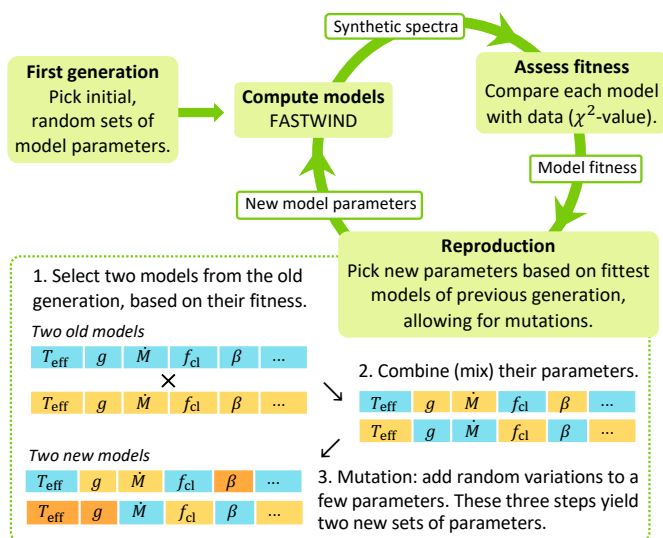 Synthetic spectra
First generation
Pick initial,
random sets of
model parameters.
Compute models
FASTWIND
Assess fitness
Compare each model
with data (χ²-value).
Model fitness
New model parameters
Reproduction
Pick new parameters based on fittest
models of previous generation,
allowing for mutations.
1. Select two models from the old
generation, based on their fitness.
Two old models
T_eff g Ṁ f_cl β ...
×
T_eff g Ṁ f_cl β ...
2. Combine (mix) their parameters.
T_eff g Ṁ f_cl β ...
T_eff g Ṁ f_cl β ...
Two new models
T_eff g Ṁ f_cl β ...
T_eff g Ṁ f_cl β ...
3. Mutation: add random variations to a
few parameters. These three steps yield
two new sets of parameters.